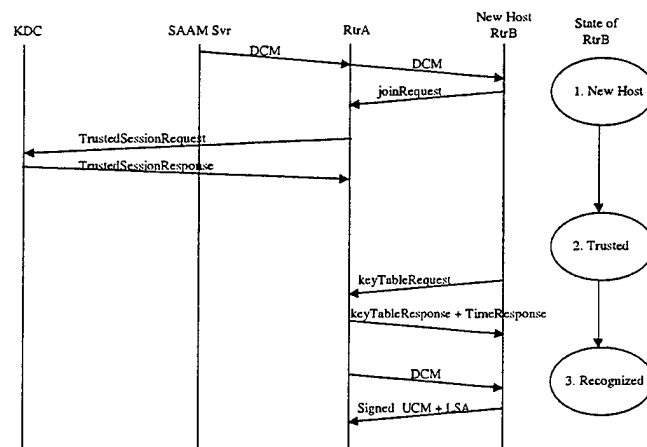 KDC
SAAM Svr
RtrA
New Host
RtrB
State of
RtrB
DCM
DCM
joinRequest
1. New Host
TrustedSessionRequest
TrustedSessionResponse
2. Trusted
keyTableRequest
keyTableResponse + TimeResponse
DCM
3. Recognized
Signed UCM + LSA